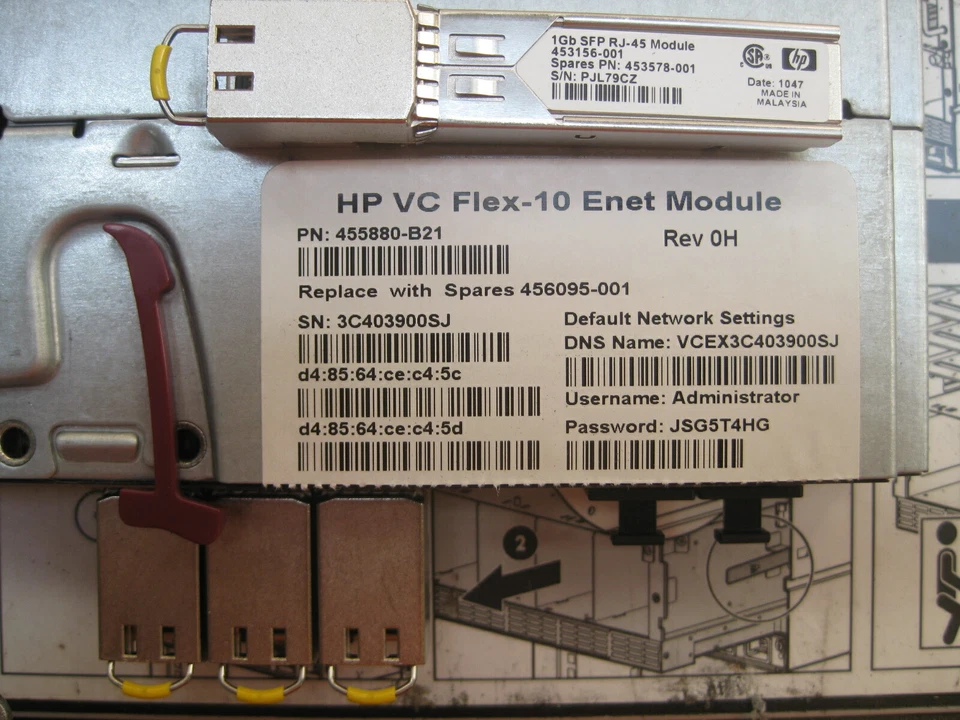 1Gb SFP RJ-45 Module
453156-001
Spares PN: 453578-001
S/N: PJL79CZ
hp
Date: 1047
MADE IN
MALAYSIA
HP VC Flex-10 Enet Module
PN: 455880-B21
Rev 0H
Replace with Spares 456095-001
SN: 3C403900SJ
d4:85:64:ce:c4:5c
d4:85:64:ce:c4:5d
Default Network Settings
DNS Name: VCEX3C403900SJ
Username: Administrator
Password: JSG5T4HG
2